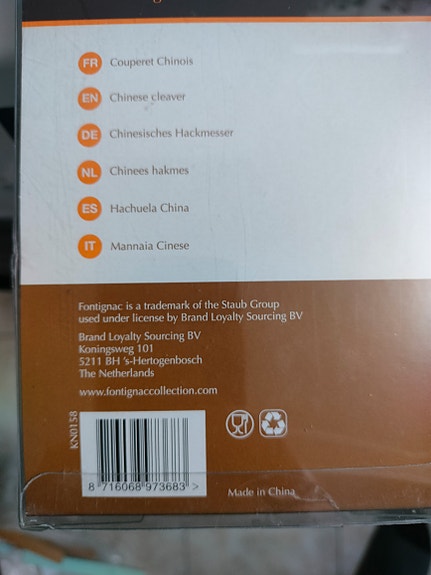 FR Couperet Chinois
EN Chinese cleaver
DE Chinesisches Hackmesser
NL Chinees hakmes
ES Hachuela China
IT Mannaia Cinese
Fontignac is a trademark of the Staub Group
used under license by Brand Loyalty Sourcing BV
Brand Loyalty Sourcing BV
Koningsweg 101
5211 BH 's-Hertogenbosch
The Netherlands
www.fontignaccollection.com
KN0158
8 716068 973683 >
Made in China